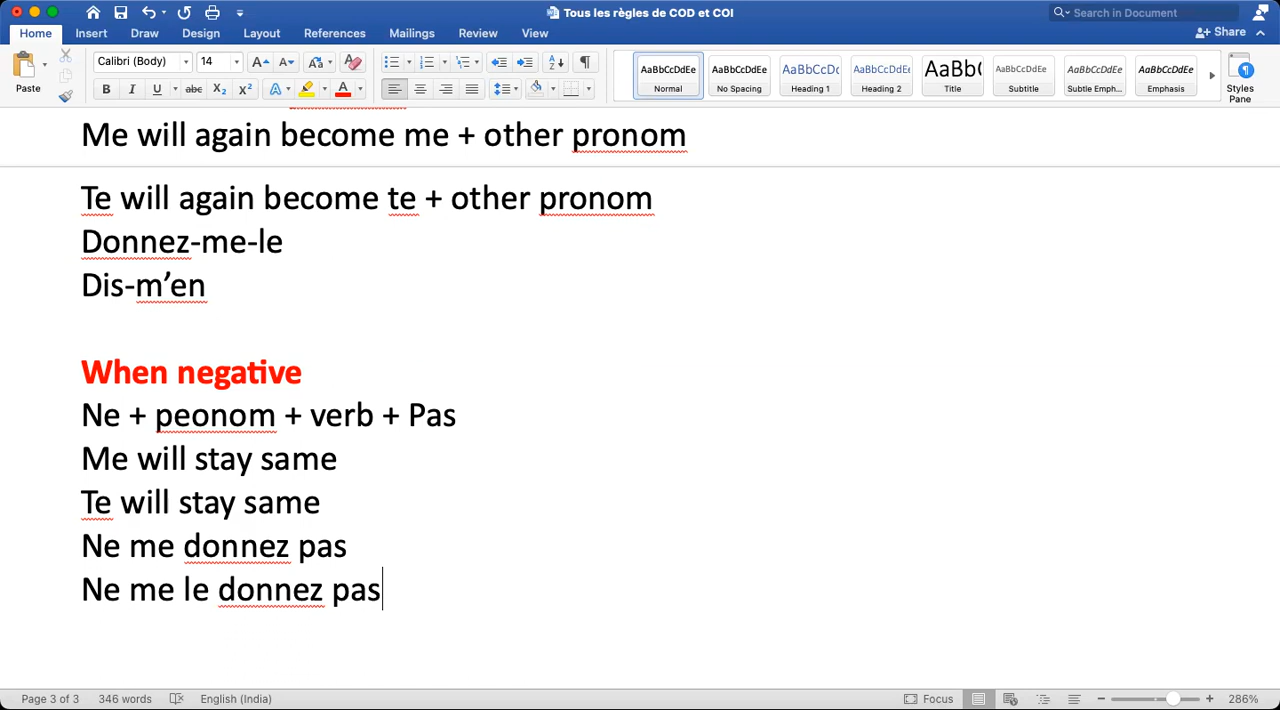 Tous les règles de COD et COI
Search in Document
Home Insert Draw Design Layout References Mailings Review View
Share
Paste
Calibri (Body) 14
B I U abc X₂ X² A A
AaBbCcDdEe AaBbCcDdEe AaBbCcDc AaBbCcDdEe AaBb( AaBbCcDdEe AaBbCcDdEe AaBbCcDdEe
Normal No Spacing Heading 1 Heading 2 Title Subtitle Subtle Emph... Emphasis
Styles
Pane
Me will again become me + other pronom
Te will again become te + other pronom
Donnez-me-le
Dis-m’en
When negative
Ne + peonom + verb + Pas
Me will stay same
Te will stay same
Ne me donnez pas
Ne me le donnez pas
Page 3 of 3 346 words English (India) Focus 286%